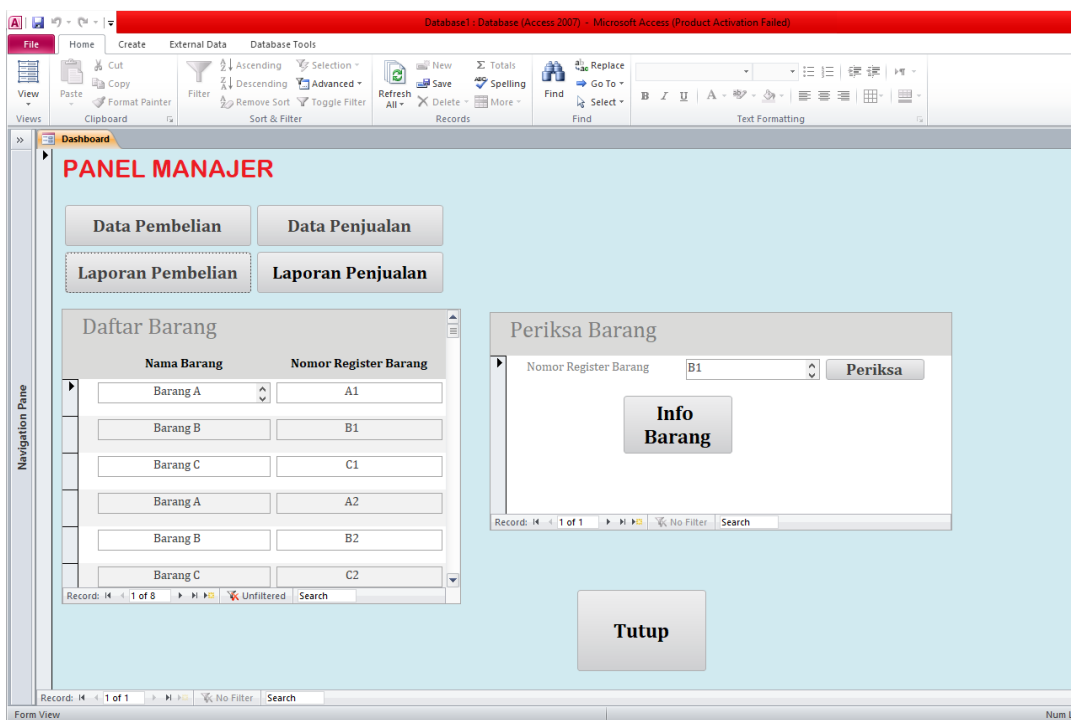 Database1 : Database (Access 2007) - Microsoft Access (Product Activation Failed)
File Home Create External Data Database Tools
View
Views
Paste
Cut
Copy
Format Painter
Clipboard
Filter
Ascending
Descending
Remove Sort
Selection
Advanced
Toggle Filter
Sort & Filter
Refresh All
New
Save
Delete
Totals
Spelling
More
Records
Find
Replace
Go To
Select
Find
B I U A
Text Formatting
Dashboard
Navigation Pane
PANEL MANAJER
Data Pembelian Data Penjualan
Laporan Pembelian Laporan Penjualan
Daftar Barang
Nama Barang Nomor Register Barang
Barang A A1
Barang B B1
Barang C C1
Barang A A2
Barang B B2
Barang C C2
Record: 1 of 8 Unfiltered Search
Periksa Barang
Nomor Register Barang B1 Periksa
Info
Barang
Record: 1 of 1 No Filter Search
Tutup
Record: 1 of 1 No Filter Search
Form View Num L